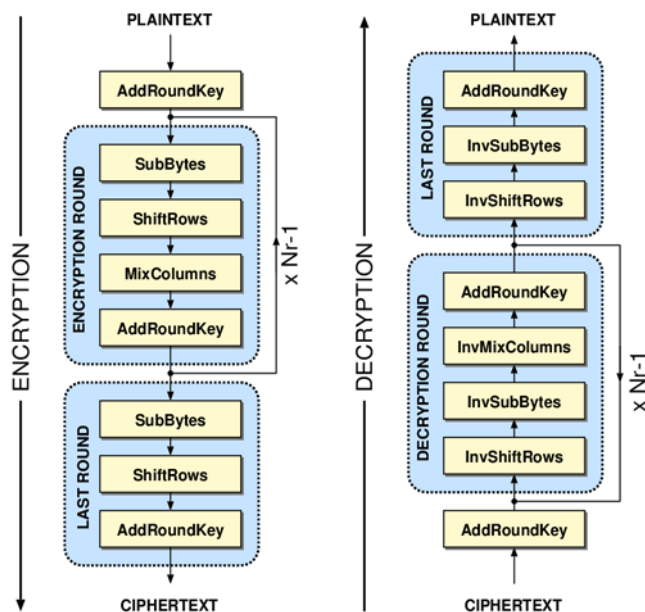 PLAINTEXT
AddRoundKey
SubBytes
ShiftRows
MixColumns
AddRoundKey
ENCRYPTION ROUND
x Nr-1
SubBytes
ShiftRows
AddRoundKey
LAST ROUND
CIPHERTEXT
ENCRYPTION
PLAINTEXT
AddRoundKey
InvSubBytes
InvShiftRows
LAST ROUND
AddRoundKey
InvMixColumns
InvSubBytes
InvShiftRows
DECRYPTION ROUND
x Nr-1
AddRoundKey
CIPHERTEXT
DECRYPTION